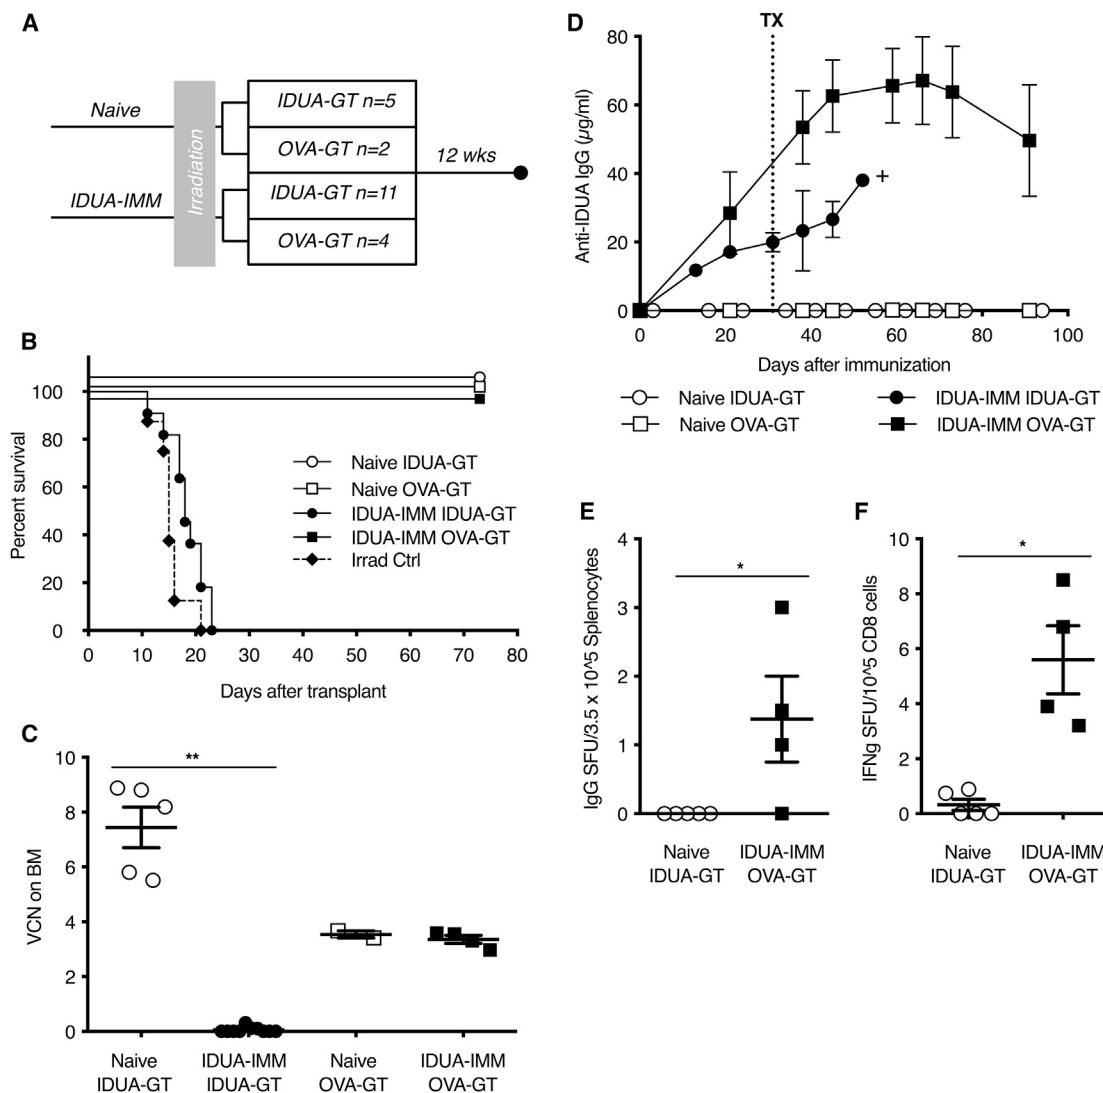 A
Naive
IDUA-IMM
Irradiation
IDUA-GT n=5
OVA-GT n=2
IDUA-GT n=11
OVA-GT n=4
12 wks
B
Percent survival
100
80
60
40
20
0
0 10 20 30 40 50 60 70 80
Days after transplant
Naive IDUA-GT
Naive OVA-GT
IDUA-IMM IDUA-GT
IDUA-IMM OVA-GT
Irrad Ctrl
C
VCN on BM
10
8
6
4
2
0
**
Naive IDUA-IMM Naive IDUA-IMM
IDUA-GT IDUA-GT OVA-GT OVA-GT
D
TX
Anti-IDUA IgG (µg/ml)
80
60
40
20
0
+
0 20 40 60 80 100
Days after immunization
Naive IDUA-GT
Naive OVA-GT
IDUA-IMM IDUA-GT
IDUA-IMM OVA-GT
E
IgG SFU/3.5 x 10^5 Splenocytes
4
3
2
1
0
*
Naive IDUA-IMM
IDUA-GT OVA-GT
F
IFNg SFU/10^5 CD8 cells
10
8
6
4
2
0
*
Naive IDUA-IMM
IDUA-GT OVA-GT